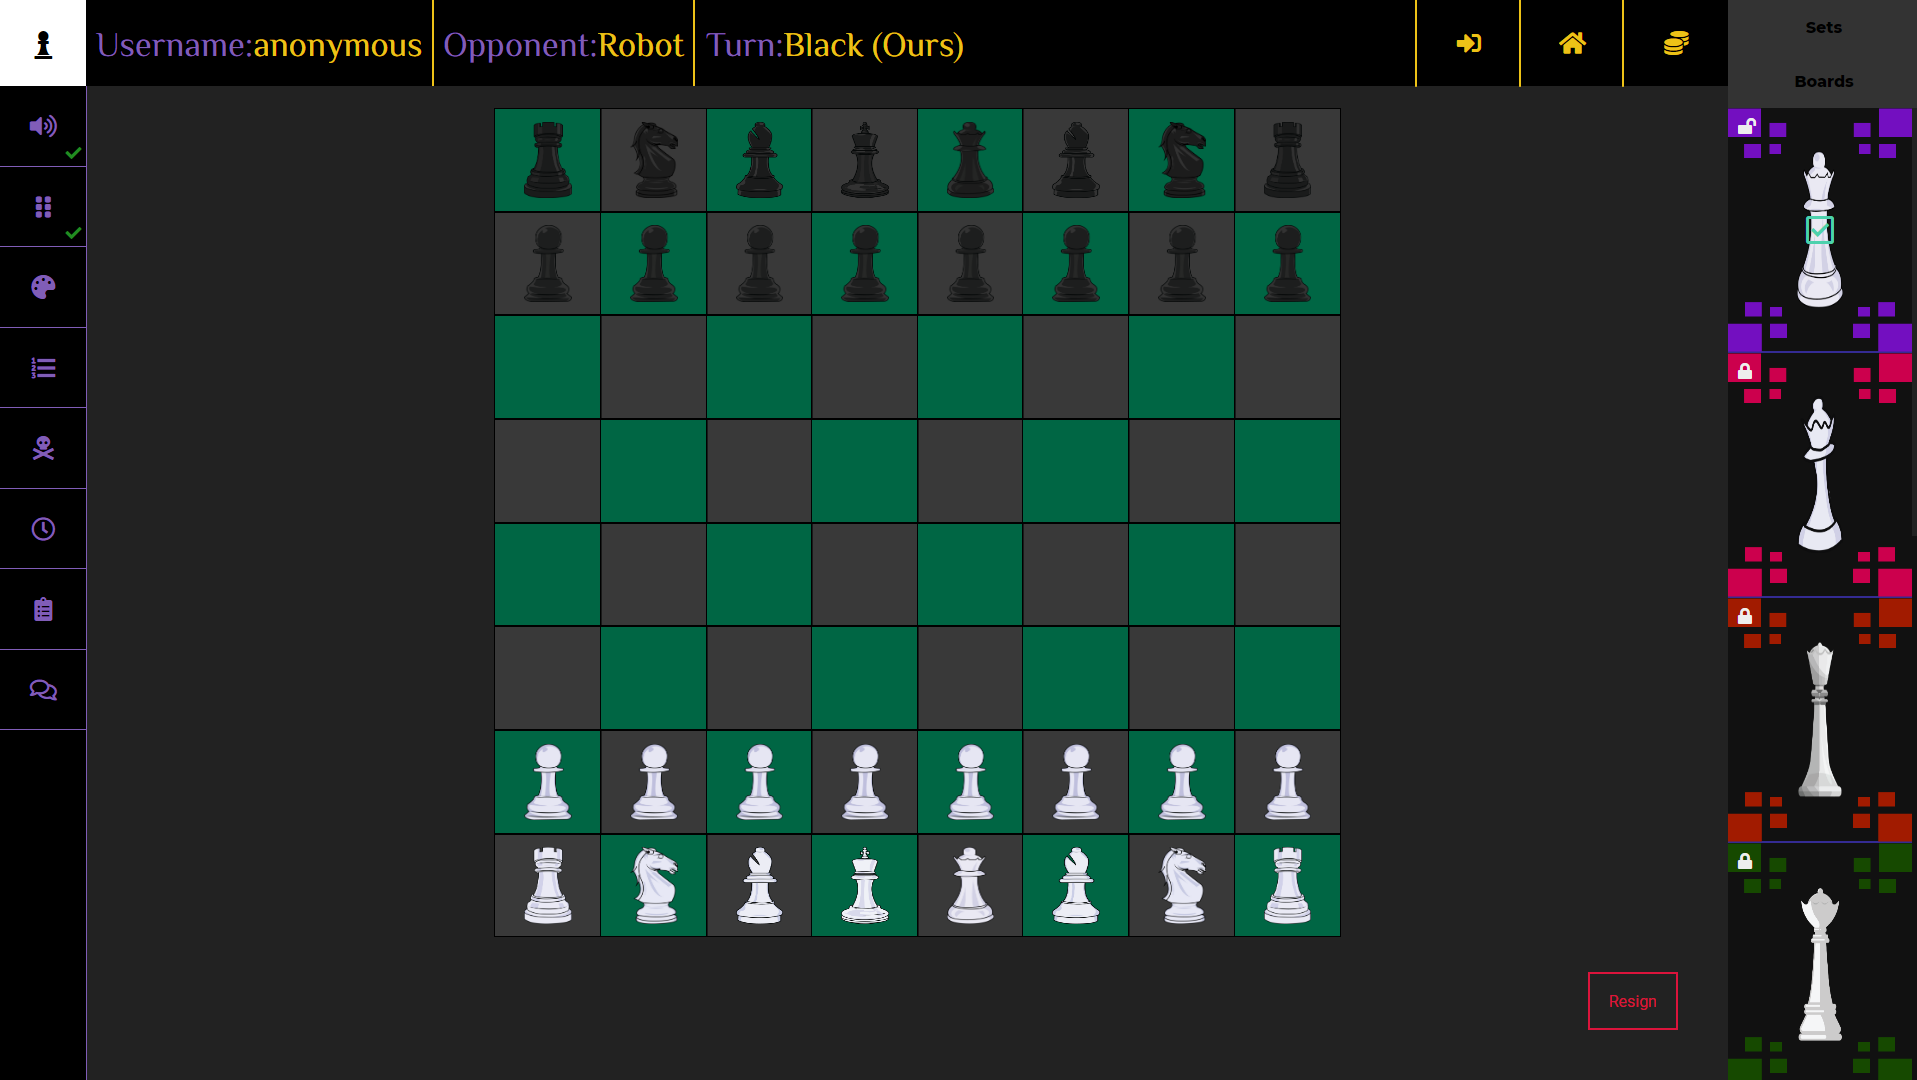 Username:anonymous
Opponent:Robot
Turn:Black (Ours)
Sets
Boards
Resign